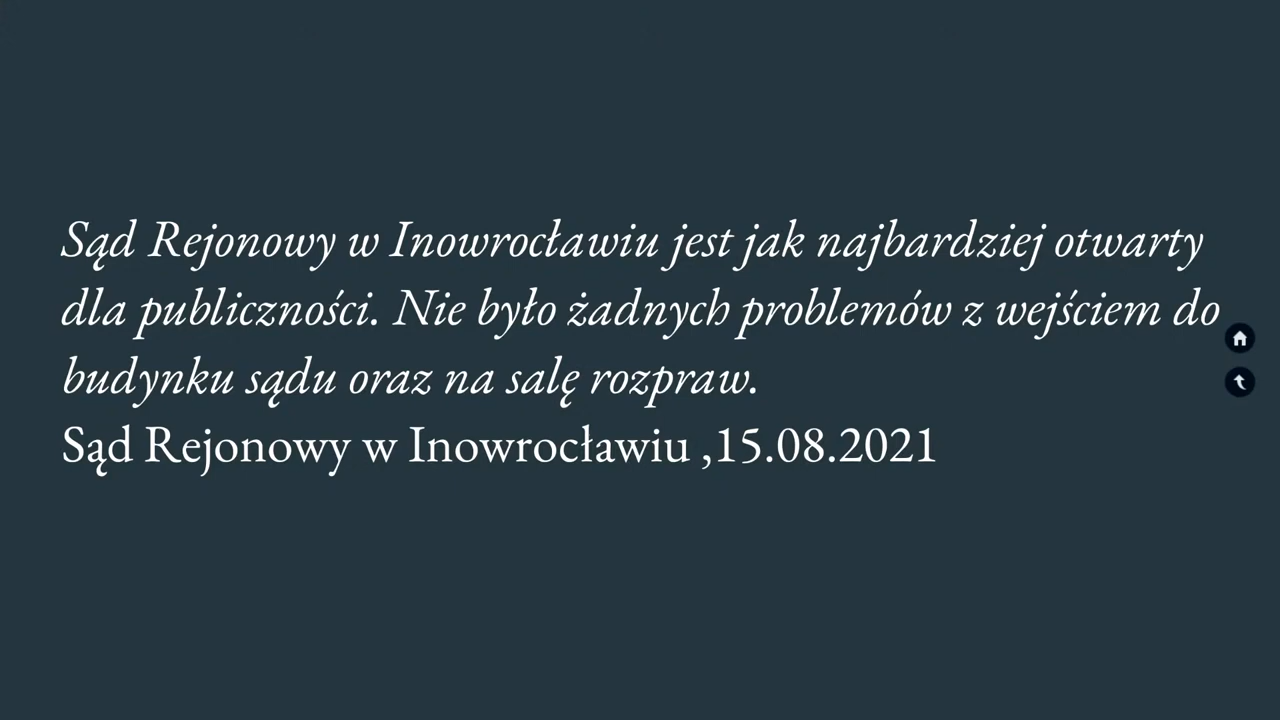 Sąd Rejonowy w Inowrocławiu jest jak najbardziej otwarty
dla publiczności. Nie było żadnych problemów z wejściem do
budynku sądu oraz na salę rozpraw.
Sąd Rejonowy w Inowrocławiu ,15.08.2021